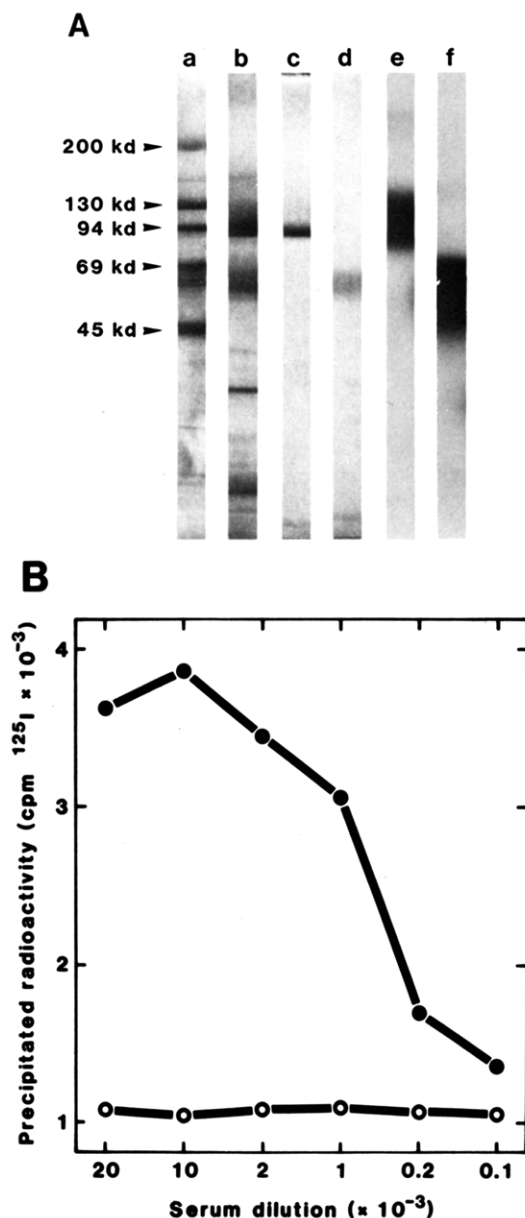 A
a b c d e f
200 kd
130 kd
94 kd
69 kd
45 kd
B
Precipitated radioactivity (cpm ¹²⁵I × 10⁻³)
4
3
2
1
20 10 2 1 0.2 0.1
Serum dilution (× 10⁻³)